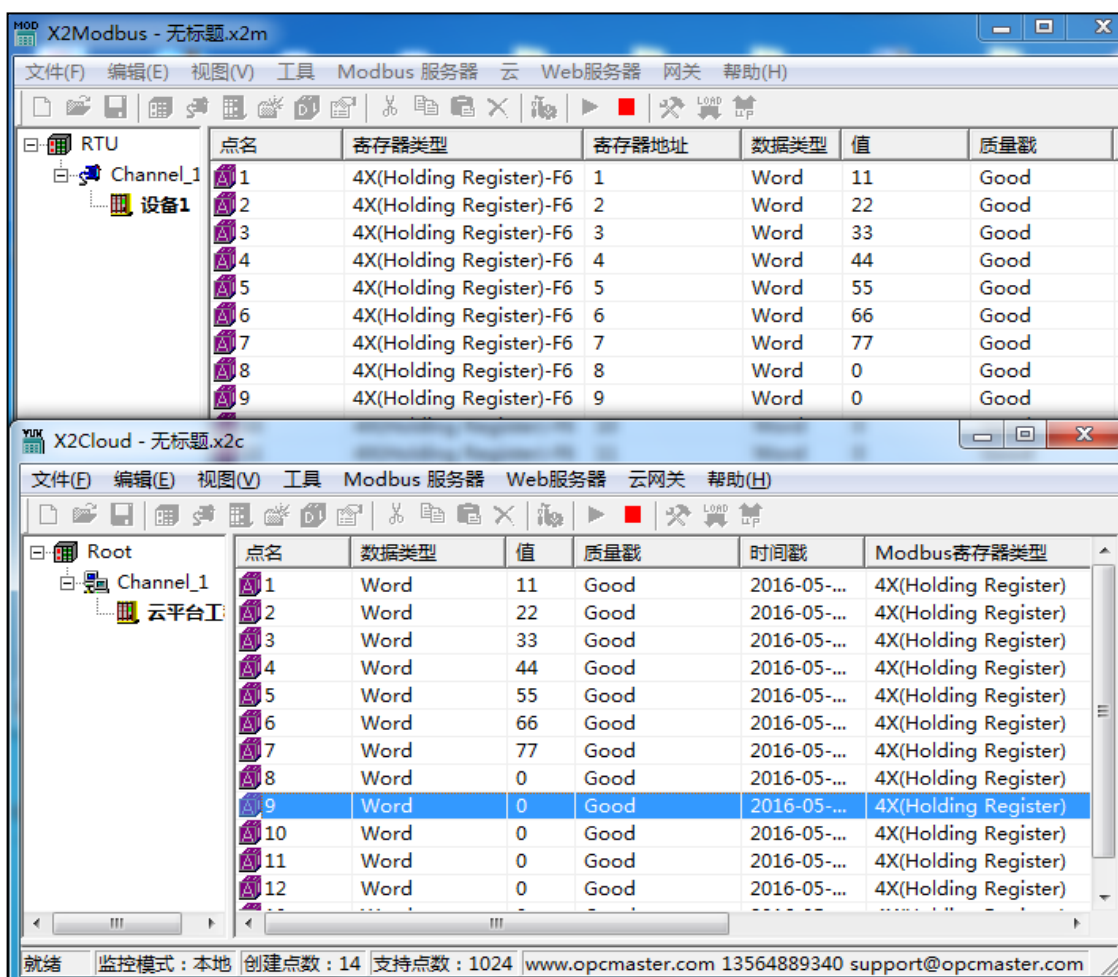 MOD X2Modbus - 无标题.x2m
文件(F) 编辑(E) 视图(V) 工具 Modbus 服务器 云 Web服务器 网关 帮助(H)
LOAD UP
RTU
Channel_1
设备1
点名 寄存器类型 寄存器地址 数据类型 值 质量戳
1 4X(Holding Register)-F6 1 Word 11 Good
2 4X(Holding Register)-F6 2 Word 22 Good
3 4X(Holding Register)-F6 3 Word 33 Good
4 4X(Holding Register)-F6 4 Word 44 Good
5 4X(Holding Register)-F6 5 Word 55 Good
6 4X(Holding Register)-F6 6 Word 66 Good
7 4X(Holding Register)-F6 7 Word 77 Good
8 4X(Holding Register)-F6 8 Word 0 Good
9 4X(Holding Register)-F6 9 Word 0 Good
X2Cloud - 无标题.x2c
文件(F) 编辑(E) 视图(V) 工具 Modbus 服务器 Web服务器 云网关 帮助(H)
LOAD UP
Root
Channel_1
云平台工
点名 数据类型 值 质量戳 时间戳 Modbus寄存器类型
1 Word 11 Good 2016-05-... 4X(Holding Register)
2 Word 22 Good 2016-05-... 4X(Holding Register)
3 Word 33 Good 2016-05-... 4X(Holding Register)
4 Word 44 Good 2016-05-... 4X(Holding Register)
5 Word 55 Good 2016-05-... 4X(Holding Register)
6 Word 66 Good 2016-05-... 4X(Holding Register)
7 Word 77 Good 2016-05-... 4X(Holding Register)
8 Word 0 Good 2016-05-... 4X(Holding Register)
9 Word 0 Good 2016-05-... 4X(Holding Register)
10 Word 0 Good 2016-05-... 4X(Holding Register)
11 Word 0 Good 2016-05-... 4X(Holding Register)
12 Word 0 Good 2016-05-... 4X(Holding Register)
就绪 监控模式：本地 创建点数：14 支持点数：1024 www.opcmaster.com 13564889340 support@opcmaster.com